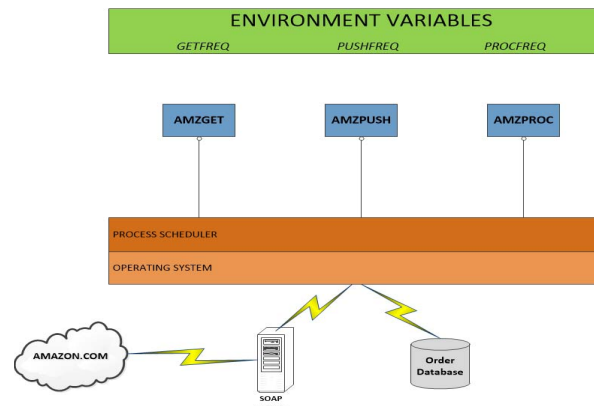 ENVIRONMENT VARIABLES
GETFREQ PUSHFREQ PROCFREQ
AMZGET AMZPUSH AMZPROC
PROCESS SCHEDULER
OPERATING SYSTEM
AMAZON.COM
SOAP
Order
Database